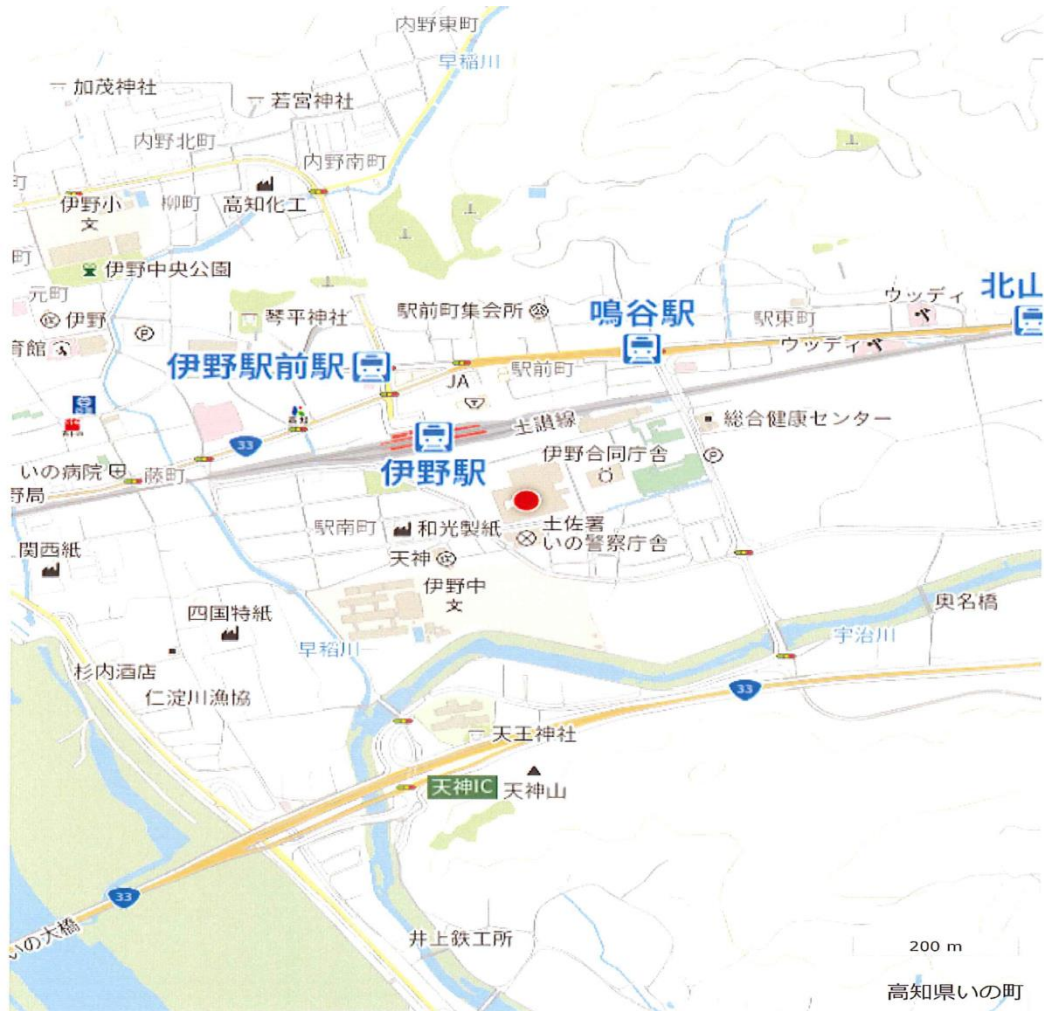 内野東町
早稲川
加茂神社
若宮神社
内野北町
内野南町
町
伊野小
柳町
高知化工
町
伊野中央公園
元町
伊野
琴平神社
駅前町集会所
鳴谷駅
駅東町
ウッディ
北山
育館
伊野駅前駅
ウッディ
駅前町
JA
33
土讃線
総合健康センター
いの病院
藤町
伊野駅
伊野合同庁舎
野局
駅南町
和光製紙
土佐署
いの警察庁舎
関西紙
天神
伊野中
奥名橋
四国特紙
早稲川
宇治川
杉内酒店
仁淀川漁協
33
天王神社
天神IC
天神山
33
いの大橋
井上鉄工所
200 m
高知県いの町